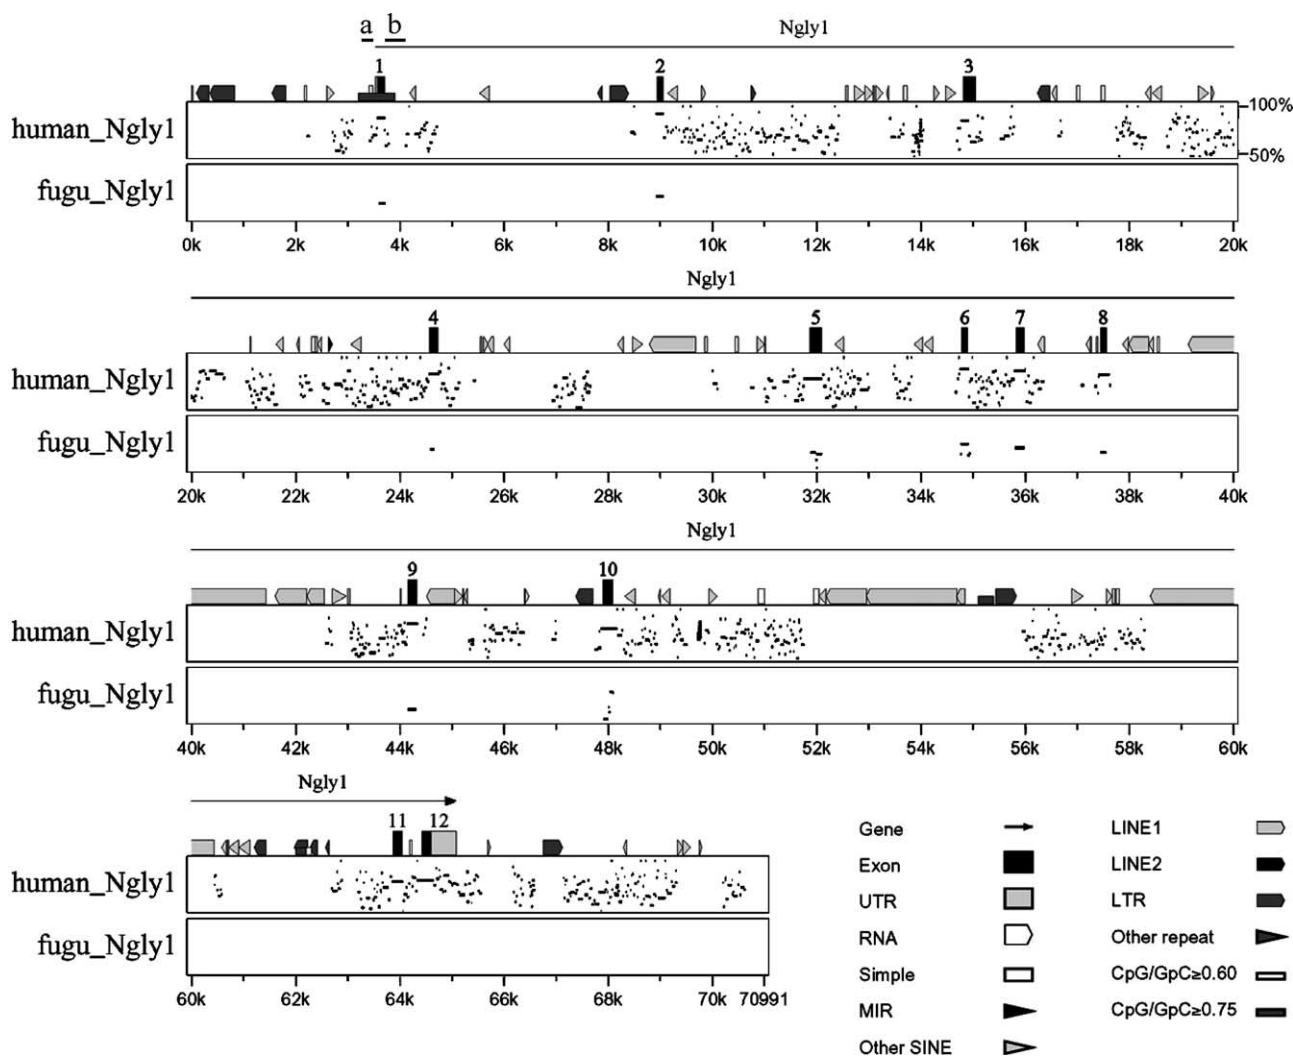 a b Ngly1
1 2 3
human_Ngly1 100%
50%
fugu_Ngly1
0k 2k 4k 6k 8k 10k 12k 14k 16k 18k 20k
Ngly1
4 5 6 7 8
human_Ngly1
fugu_Ngly1
20k 22k 24k 26k 28k 30k 32k 34k 36k 38k 40k
Ngly1
9 10
human_Ngly1
fugu_Ngly1
40k 42k 44k 46k 48k 50k 52k 54k 56k 58k 60k
Ngly1
11 12
human_Ngly1
fugu_Ngly1
60k 62k 64k 66k 68k 70k 70991
Gene
Exon
UTR
RNA
Simple
MIR
Other SINE
LINE1
LINE2
LTR
Other repeat
CpG/GpC≥0.60
CpG/GpC≥0.75